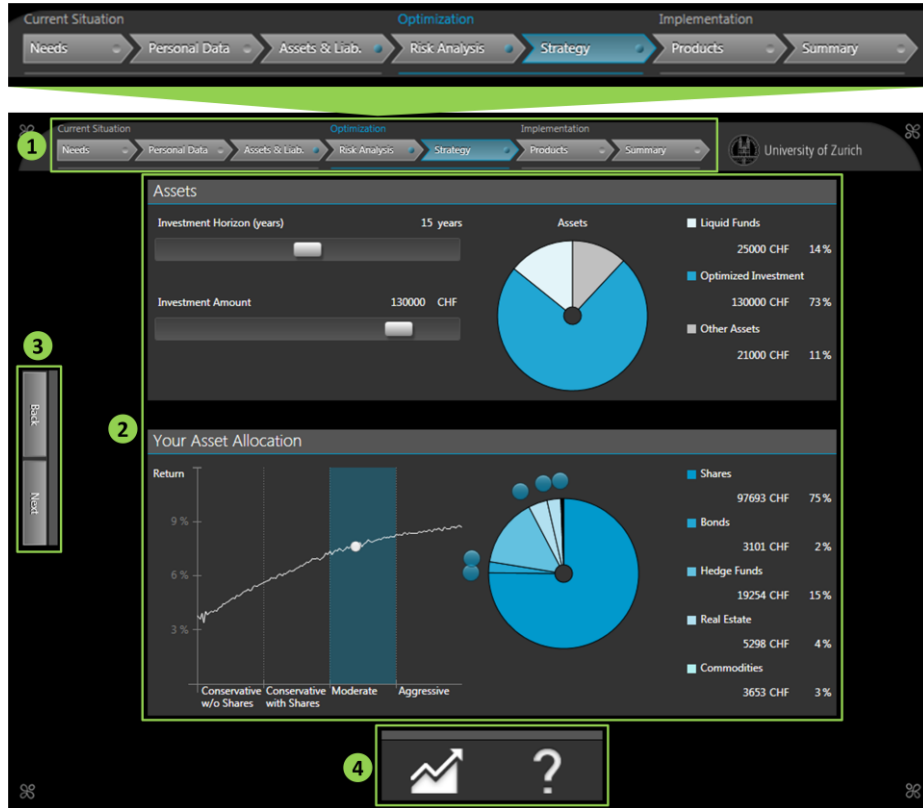 Current Situation Optimization Implementation
Needs Personal Data Assets & Liab. Risk Analysis Strategy Products Summary
Current Situation Optimization Implementation
1 Needs Personal Data Assets & Liab. Risk Analysis Strategy Products Summary University of Zurich
Assets
Investment Horizon (years) 15 years Assets Liquid Funds
25000 CHF 14%
Optimized Investment
Investment Amount 130000 CHF 130000 CHF 73%
Other Assets
21000 CHF 11%
3
Back
Next
2
Your Asset Allocation
Return Shares
97693 CHF 75%
9 % Bonds
3101 CHF 2%
6 % Hedge Funds
19254 CHF 15%
3 % Real Estate
5298 CHF 4%
Commodities
3653 CHF 3%
Conservative Conservative Moderate Aggressive
w/o Shares with Shares
4 ?